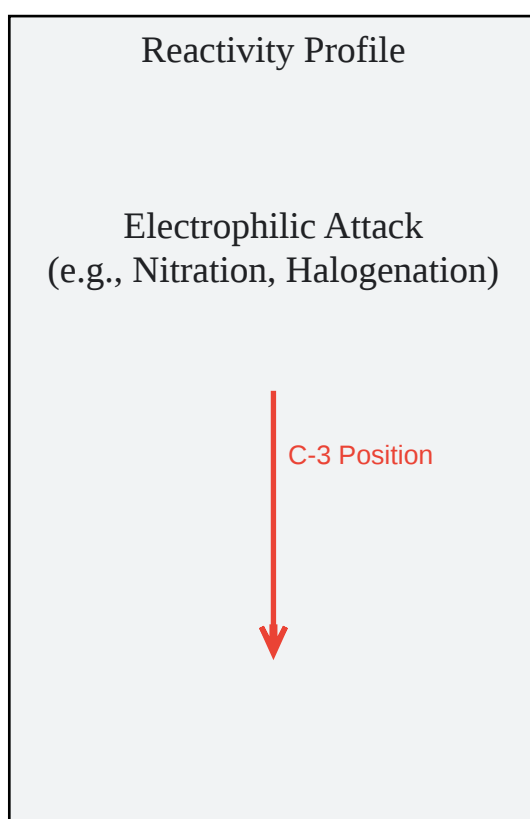 Reactivity Profile
Electrophilic Attack
(e.g., Nitration, Halogenation)
C-3 Position